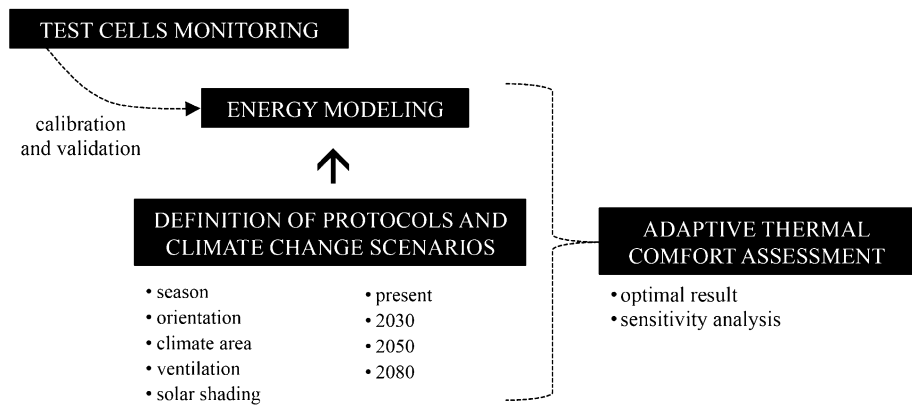 TEST CELLS MONITORING
ENERGY MODELING
calibration
and validation
DEFINITION OF PROTOCOLS AND
CLIMATE CHANGE SCENARIOS
• season
• orientation
• climate area
• ventilation
• solar shading
• present
• 2030
• 2050
• 2080
ADAPTIVE THERMAL
COMFORT ASSESSMENT
• optimal result
• sensitivity analysis